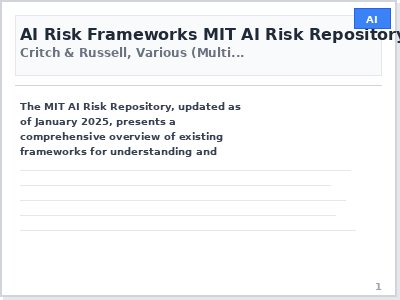 AI
AI Risk Frameworks MIT AI Risk Repository
Critch & Russell, Various (Multi...
The MIT AI Risk Repository, updated as
of January 2025, presents a
comprehensive overview of existing
frameworks for understanding and
1